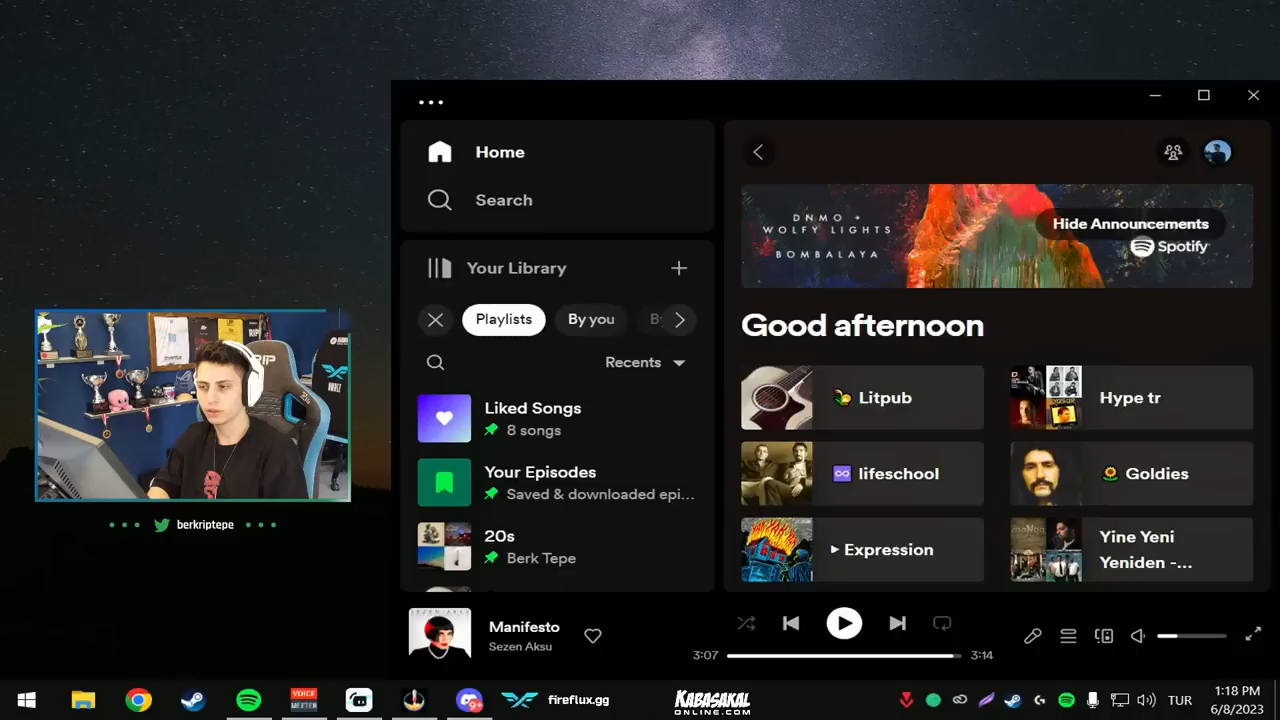 Home
Search
Your Library
Playlists
By you
B
Recents
Liked Songs
8 songs
Your Episodes
Saved & downloaded epi...
20s
Berk Tepe
DNMO +
WOLFY LIGHTS
BOMBALAYA
Hide Announcements
Spotify
Good afternoon
Litpub
Hype tr
lifeschool
Goldies
Expression
Yine Yeni
Yeniden -...
RIP
berkriptepe
Manifesto
Sezen Aksu
3:07
3:14
VOICE
MEETER
9+
fireflux.gg
KABASAKAL
ONLINE.COM
TUR
1:18 PM
6/8/2023